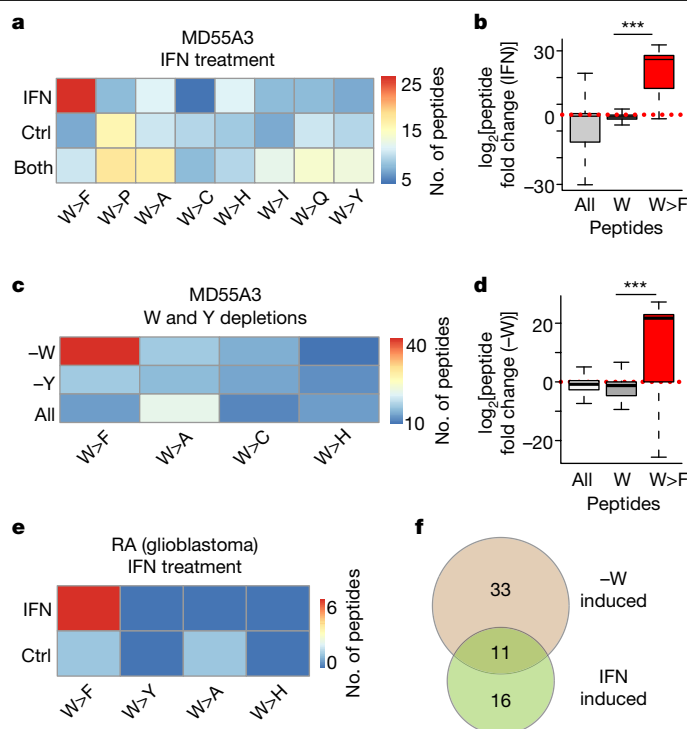 a
MD55A3
IFN treatment
IFN
Ctrl
Both
W>F W>P W>A W>C W>H W>I W>Q W>Y
25
15
5
No. of peptides
b
log2[peptide
fold change (IFN)]
30
0
−30
***
All W W>F
Peptides
c
MD55A3
W and Y depletions
–W
–Y
All
W>F W>A W>C W>H
40
10
No. of peptides
d
log2[peptide
fold change (–W)]
20
0
−20
***
All W W>F
Peptides
e
RA (glioblastoma)
IFN treatment
IFN
Ctrl
W>F W>Y W>A W>H
6
0
No. of peptides
f
33
–W
induced
11
16
IFN
induced